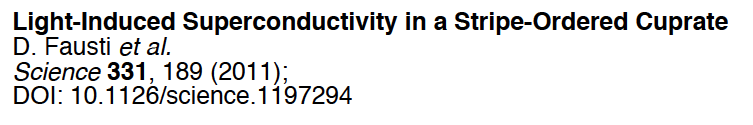 Light-Induced Superconductivity in a Stripe-Ordered Cuprate
D. Fausti et al.
Science 331, 189 (2011);
DOI: 10.1126/science.1197294